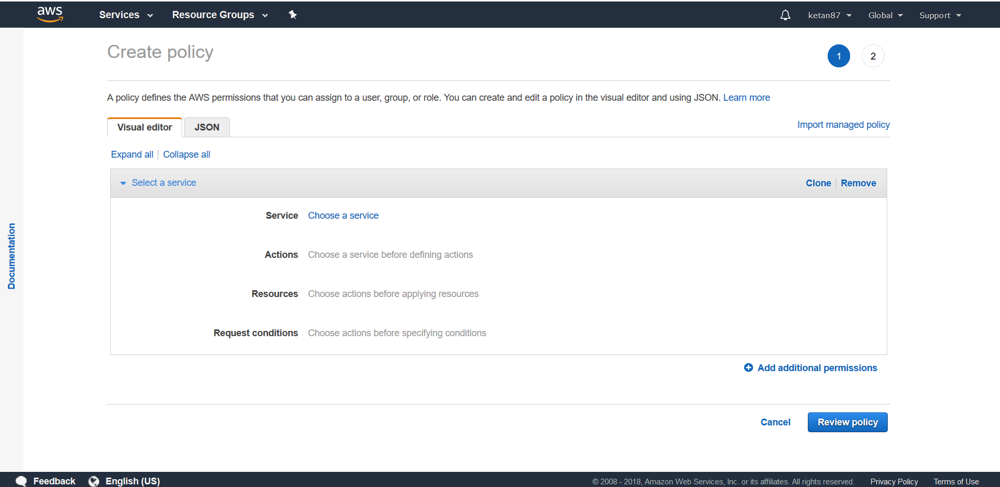 aws Services Resource Groups ketan87 Global Support
Create policy 1 2
A policy defines the AWS permissions that you can assign to a user, group, or role. You can create and edit a policy in the visual editor and using JSON. Learn more
Visual editor JSON Import managed policy
Expand all Collapse all
Select a service Clone Remove
Service Choose a service
Actions Choose a service before defining actions
Resources Choose actions before applying resources
Request conditions Choose actions before specifying conditions
Documentation
Add additional permissions
Cancel Review policy
Feedback English (US) © 2008 - 2018, Amazon Web Services, Inc. or its affiliates. All rights reserved. Privacy Policy Terms of Use